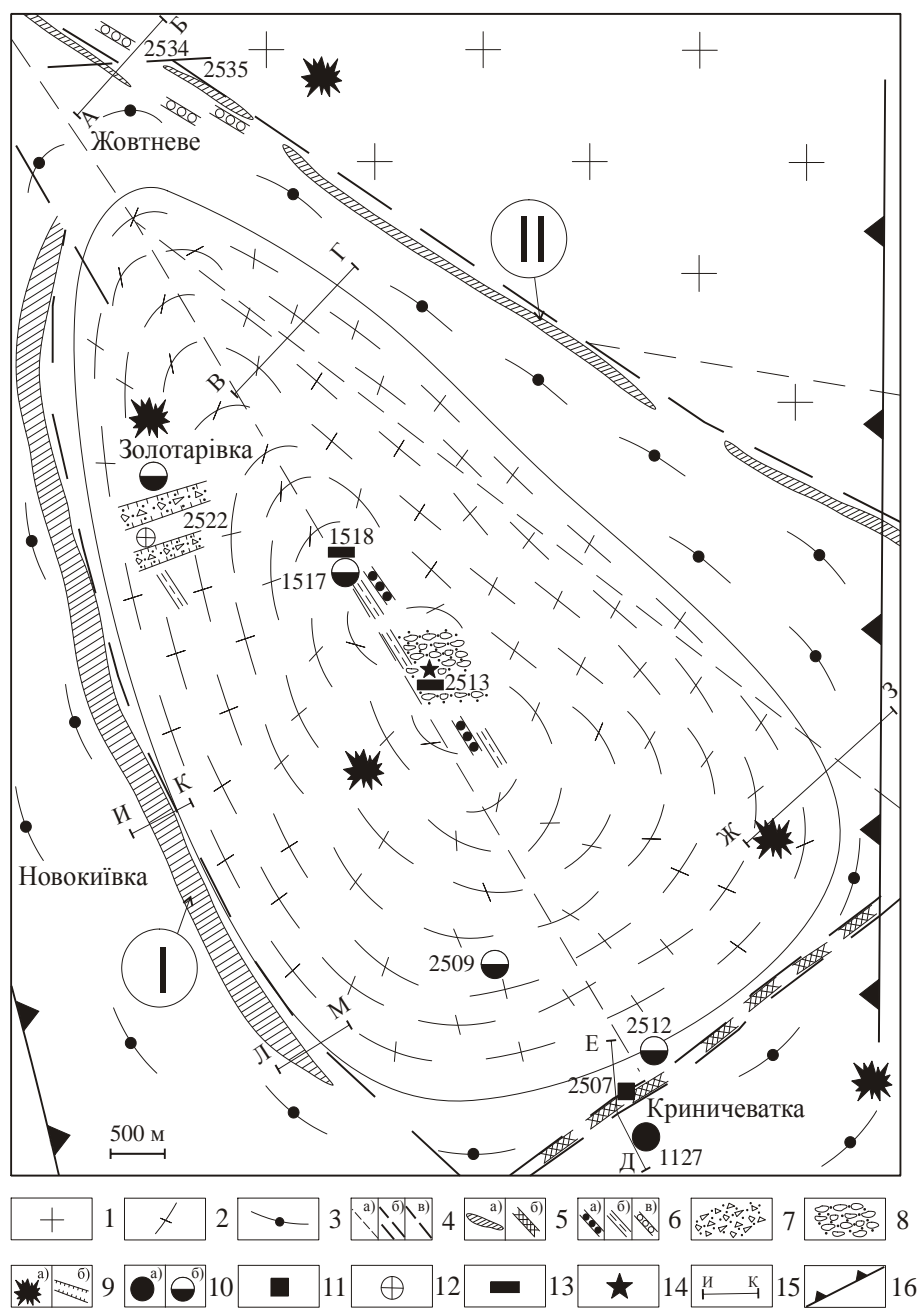 Б
2534
2535
А
Жовтневе
II
Г
В
Золотарівка
2522
1518
1517
2513
З
И
К
Ж
Новокиївка
I
2509
М
Е
2512
Л
2507
Криничеватка
500 м
Д
1127
1
2
3
а) б) в) 4
а) б) 5
а) б) в) 6
7
8
а) б) 9
а) б) 10
11
12
13
14
И К 15
16